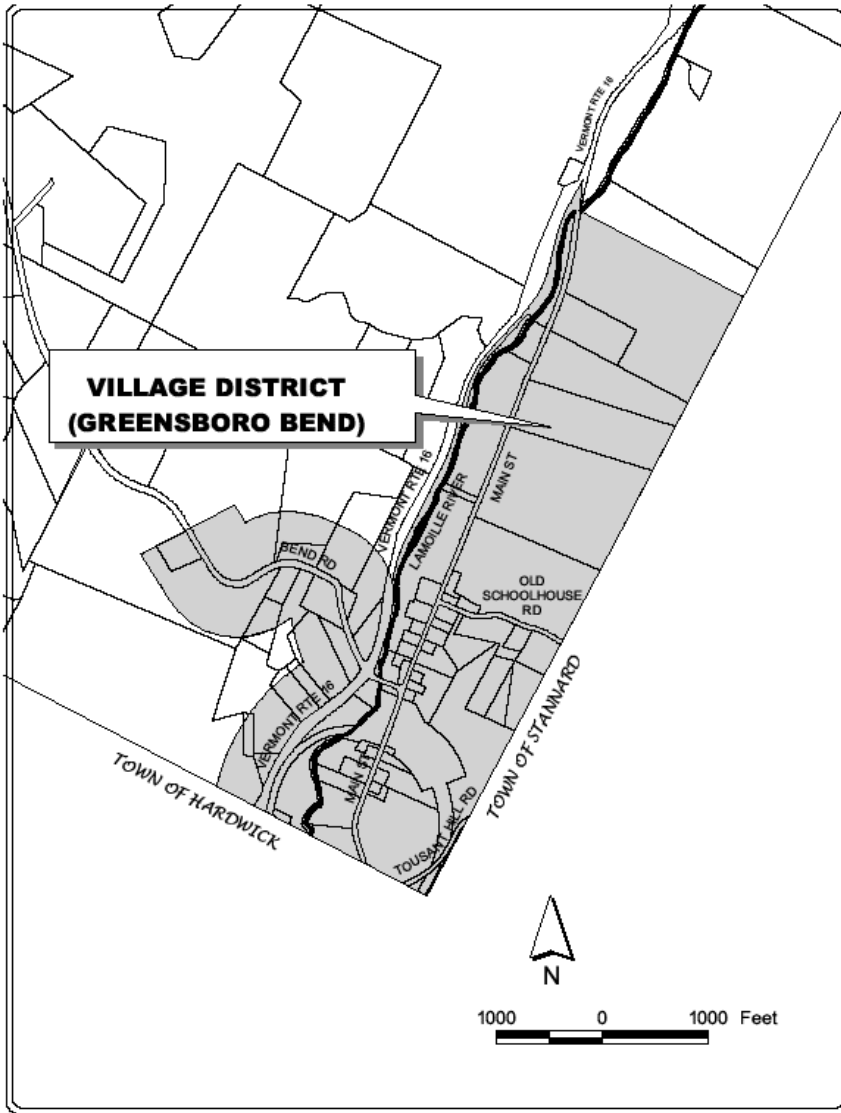 VERMONT RTE 16
VILLAGE DISTRICT
(GREENSBORO BEND)
VERMONT RTE 16
LAMOILLE RIVER
MAIN ST
BEND RD
OLD
SCHOOLHOUSE
RD
VERMONT RTE 16
MAIN ST
TOUSANT HILL RD
TOWN OF STANNARD
TOWN OF HARDWICK
N
1000 0 1000 Feet